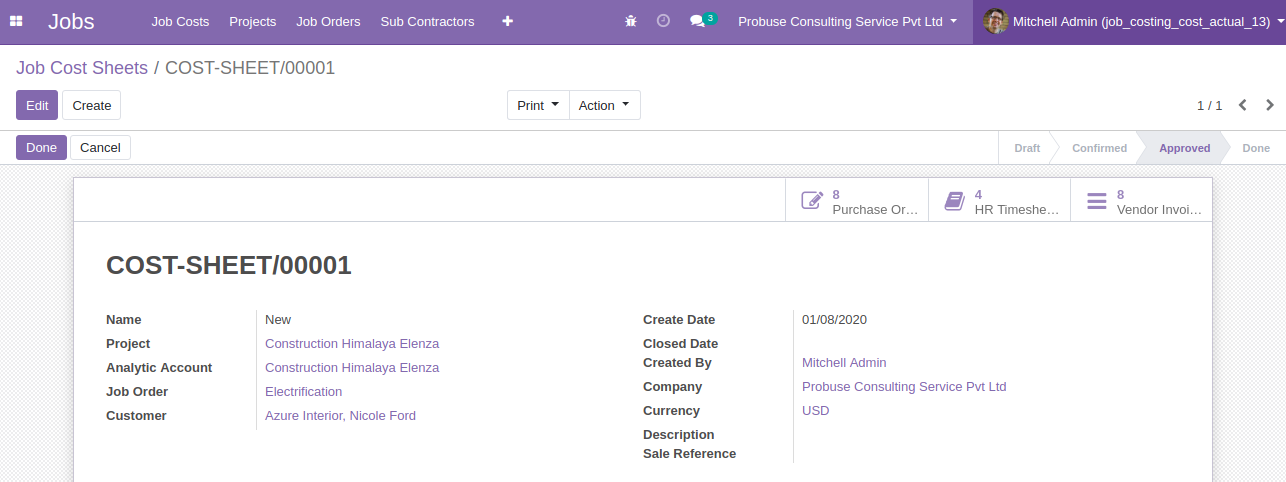 Jobs Job Costs Projects Job Orders Sub Contractors 3 Probuse Consulting Service Pvt Ltd Mitchell Admin (job_costing_cost_actual_13)
Job Cost Sheets / COST-SHEET/00001
Edit Create Print Action 1 / 1
Done Cancel Draft Confirmed Approved Done
8 4 8
Purchase Or… HR Timeshe… Vendor Invoi…
COST-SHEET/00001
Name New
Project Construction Himalaya Elenza
Analytic Account Construction Himalaya Elenza
Job Order Electrification
Customer Azure Interior, Nicole Ford
Create Date 01/08/2020
Closed Date
Created By Mitchell Admin
Company Probuse Consulting Service Pvt Ltd
Currency USD
Description
Sale Reference